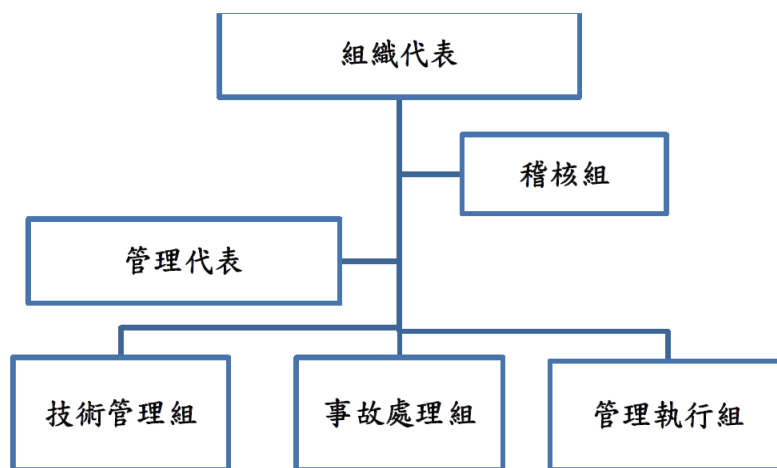 組織代表
稽核組
管理代表
技術管理組
事故處理組
管理執行組